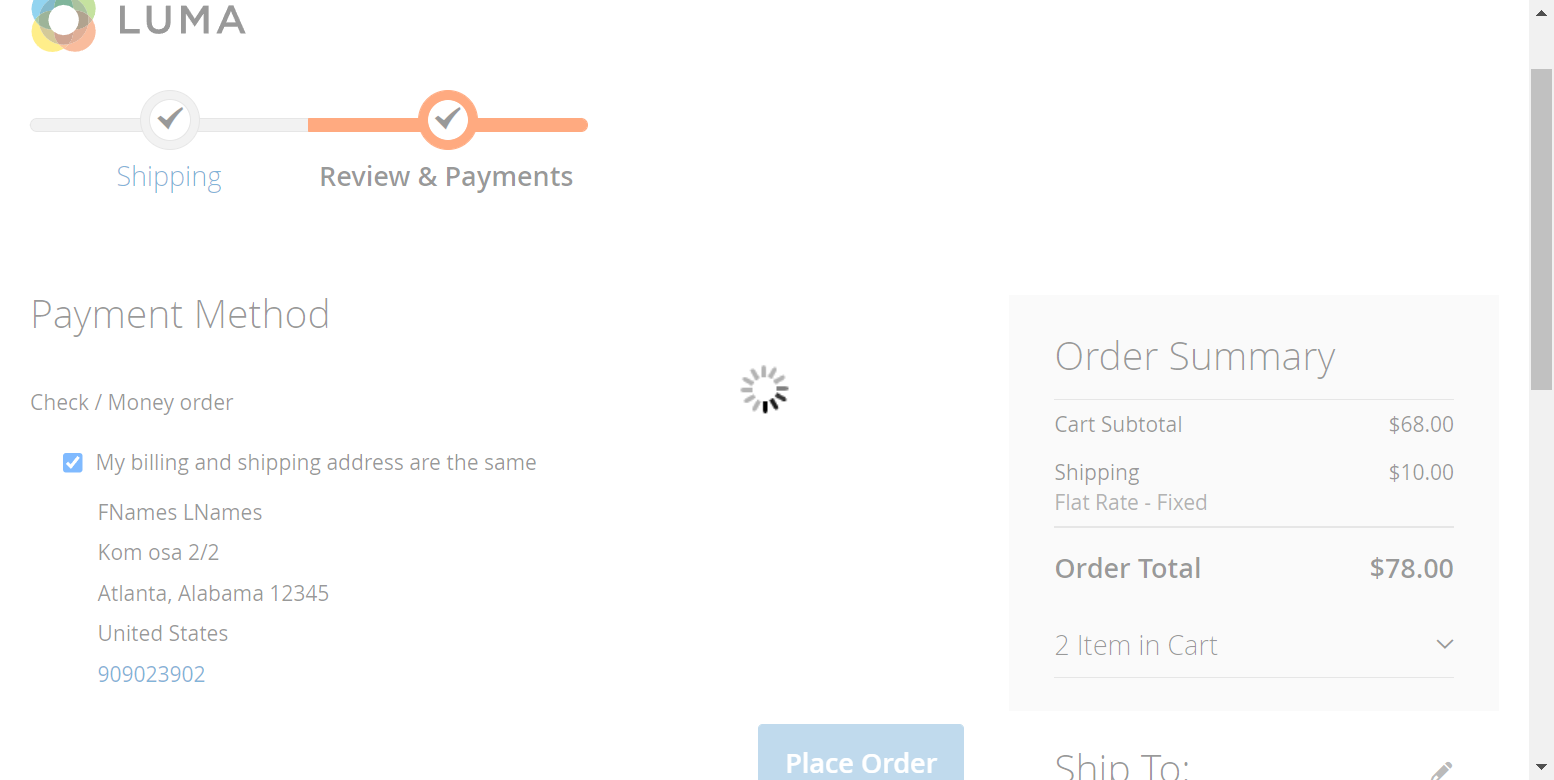 LUMA
Shipping
Review & Payments
Payment Method
Check / Money order
My billing and shipping address are the same
FNames LNames
Kom osa 2/2
Atlanta, Alabama 12345
United States
909023902
Place Order
Order Summary
Cart Subtotal $68.00
Shipping $10.00
Flat Rate - Fixed
Order Total $78.00
2 Item in Cart
Ship To: